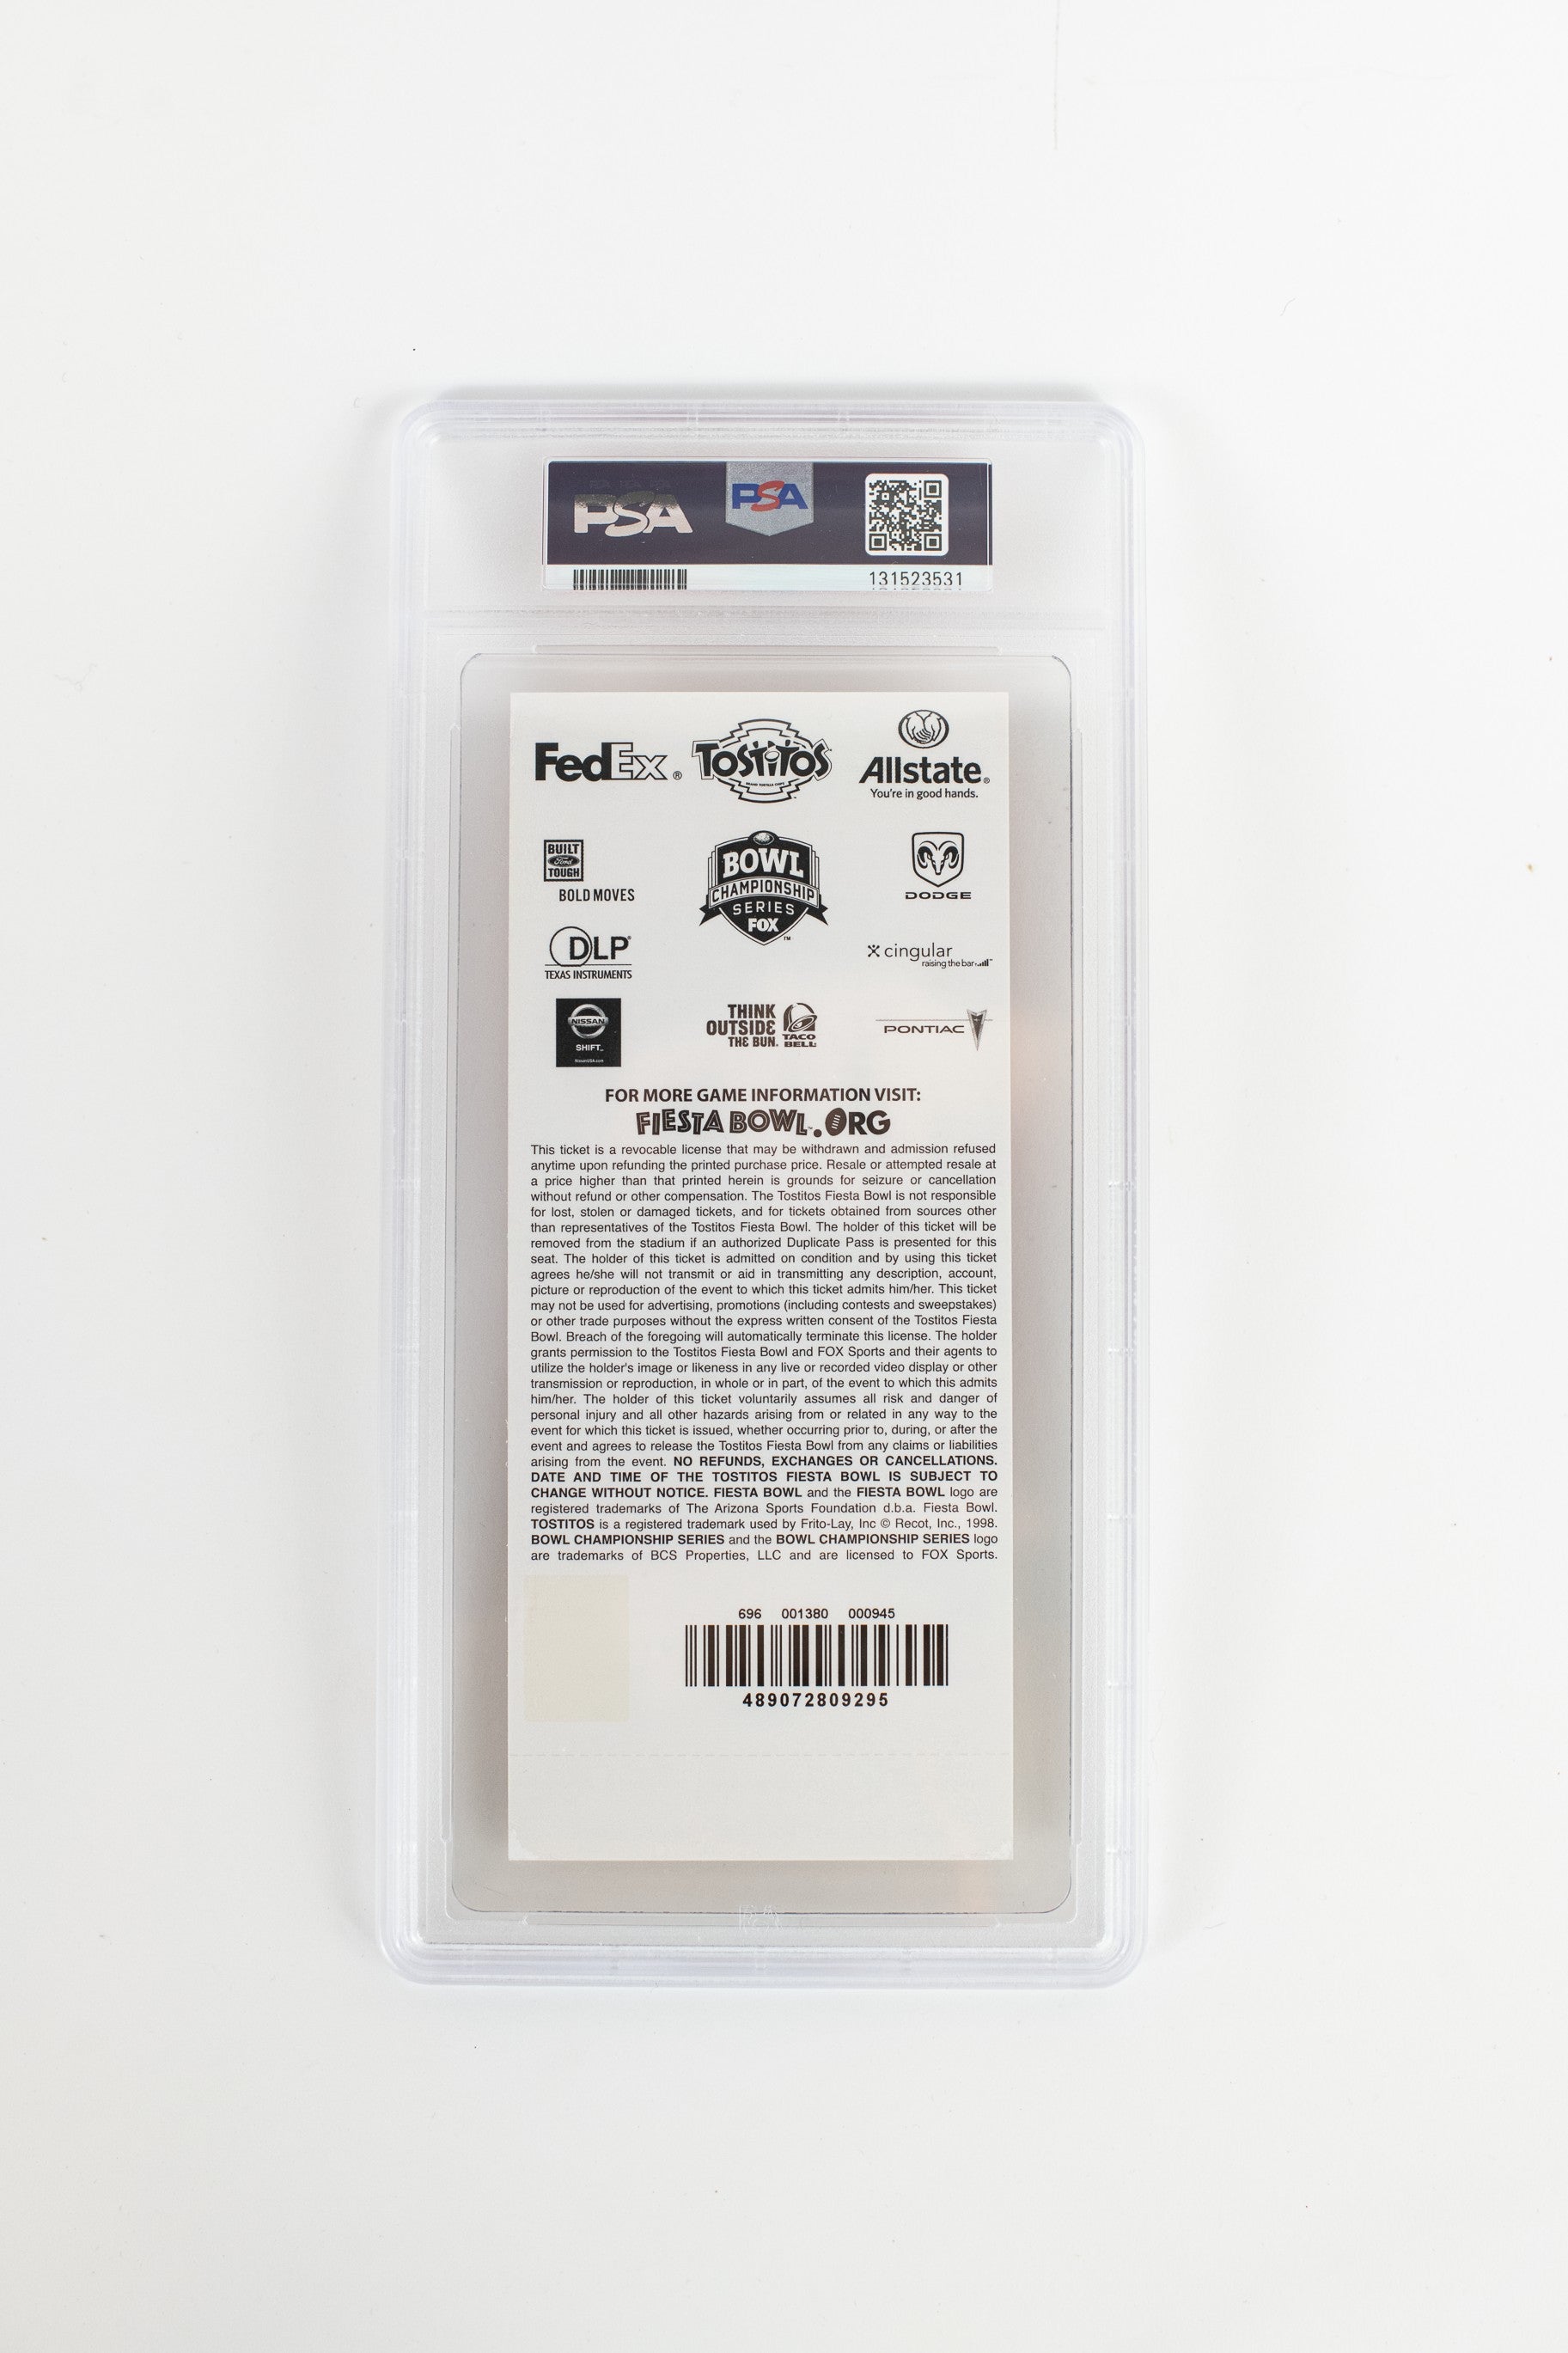 PSA PSA
131523531
FedEx® TOSTITOS Allstate®
You're in good hands.
BUILT
Ford
TOUGH
BOLD MOVES
BOWL
CHAMPIONSHIP
SERIES
FOX
™
DODGE
DLP®
TEXAS INSTRUMENTS
cingular
raising the bar
NISSAN
SHIFT_
THINK
OUTSIDE
THE BUN.
TACO
BELL
PONTIAC
FOR MORE GAME INFORMATION VISIT:
FIESTA BOWL.ORG
This ticket is a revocable license that may be withdrawn and admission refused
anytime upon refunding the printed purchase price. Resale or attempted resale at
a price higher than that printed herein is grounds for seizure or cancellation
without refund or other compensation. The Tostitos Fiesta Bowl is not responsible
for lost, stolen or damaged tickets, and for tickets obtained from sources other
than representatives of the Tostitos Fiesta Bowl. The holder of this ticket will be
removed from the stadium if an authorized Duplicate Pass is presented for this
seat. The holder of this ticket is admitted on condition and by using this ticket
agrees he/she will not transmit or aid in transmitting any description, account,
picture or reproduction of the event to which this ticket admits him/her. This ticket
may not be used for advertising, promotions (including contests and sweepstakes)
or other trade purposes without the express written consent of the Tostitos Fiesta
Bowl. Breach of the foregoing will automatically terminate this license. The holder
grants permission to the Tostitos Fiesta Bowl and FOX Sports and their agents to
utilize the holder's image or likeness in any live or recorded video display or other
transmission or reproduction, in whole or in part, of the event to which this admits
him/her. The holder of this ticket voluntarily assumes all risk and danger of
personal injury and all other hazards arising from or related in any way to the
event for which this ticket is issued, whether occurring prior to, during, or after the
event and agrees to release the Tostitos Fiesta Bowl from any claims or liabilities
arising from the event. NO REFUNDS, EXCHANGES OR CANCELLATIONS.
DATE AND TIME OF THE TOSTITOS FIESTA BOWL IS SUBJECT TO
CHANGE WITHOUT NOTICE. FIESTA BOWL and the FIESTA BOWL logo are
registered trademarks of The Arizona Sports Foundation d.b.a. Fiesta Bowl.
TOSTITOS is a registered trademark used by Frito-Lay, Inc © Recot, Inc., 1998.
BOWL CHAMPIONSHIP SERIES and the BOWL CHAMPIONSHIP SERIES logo
are trademarks of BCS Properties, LLC and are licensed to FOX Sports.
696 001380 000945
489072809295